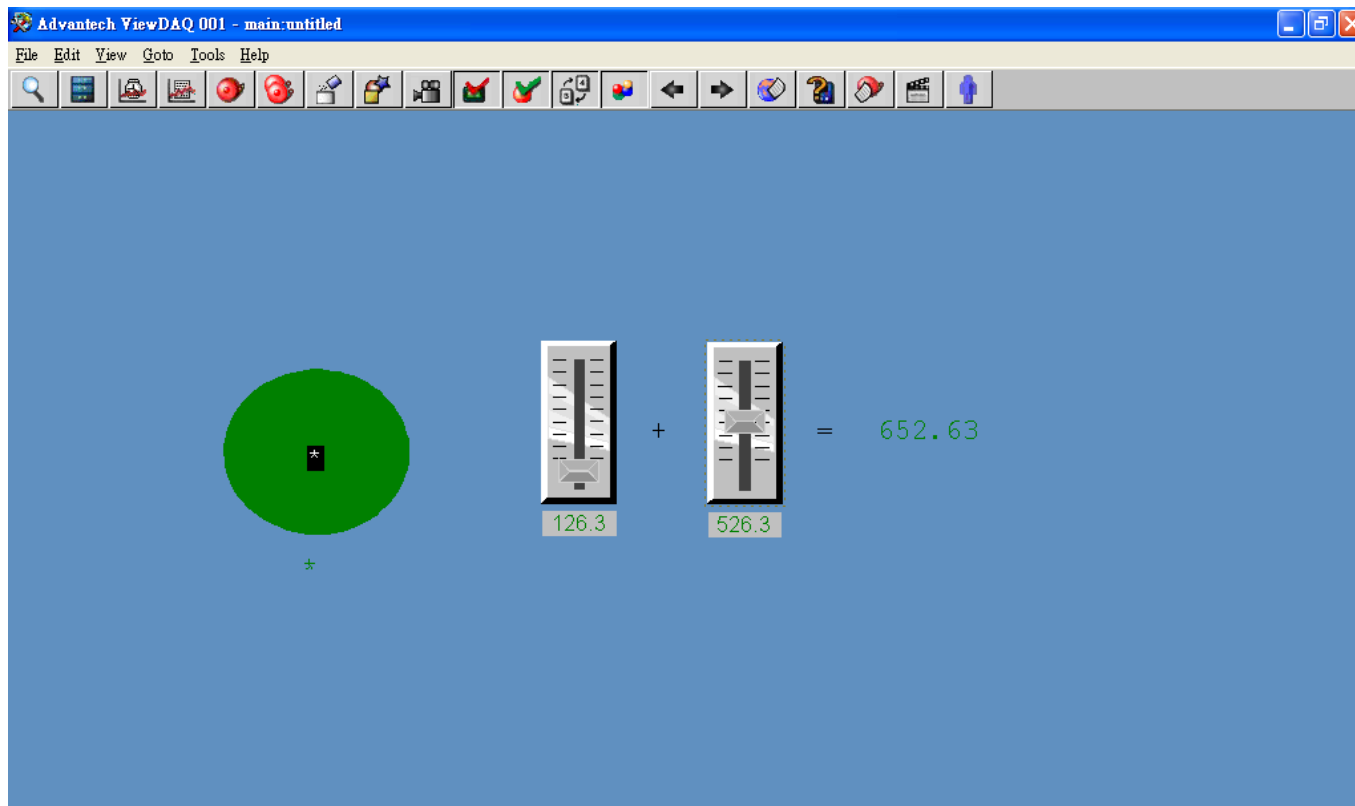 Advantech ViewDAQ 001 - main:untitled
File Edit View Goto Tools Help
*
+ = 652.63
126.3 526.3
*